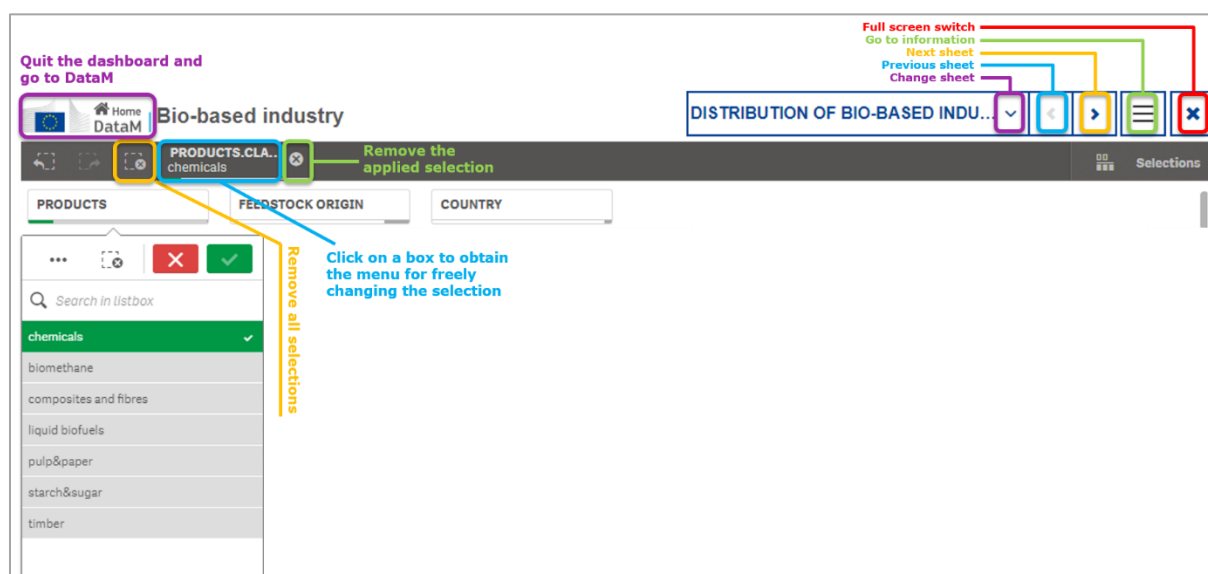 Full screen switch
Go to information
Next sheet
Previous sheet
Change sheet
Quit the dashboard and
go to DataM
Home
DataM
Bio-based industry
DISTRIBUTION OF BIO-BASED INDU...
PRODUCTS.CLA..
chemicals
Remove the
applied selection
Selections
PRODUCTS
FEEDSTOCK ORIGIN
COUNTRY
Click on a box to obtain
the menu for freely
changing the selection
Remove all selections
Search in listbox
chemicals
biomethane
composites and fibres
liquid biofuels
pulp&paper
starch&sugar
timber